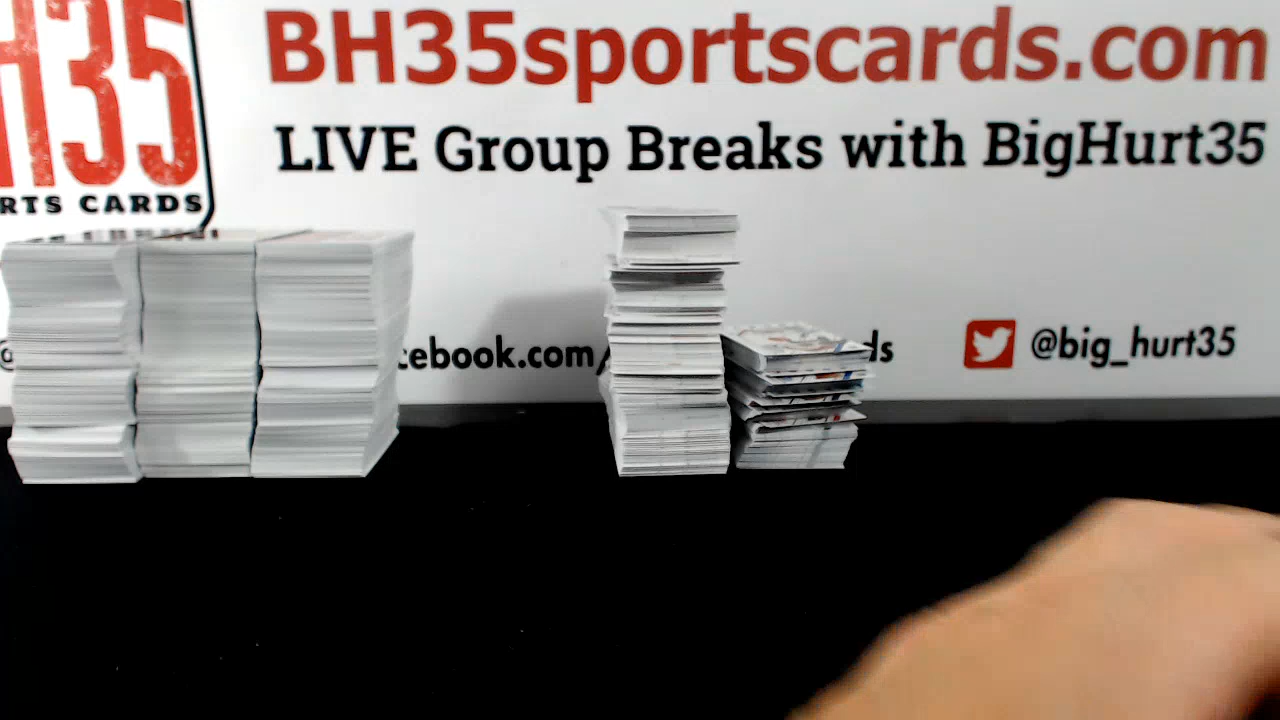 H35
RTS CARDS
BH35sportscards.com
LIVE Group Breaks with BigHurt35
@
cebook.com/
ds
@big_hurt35